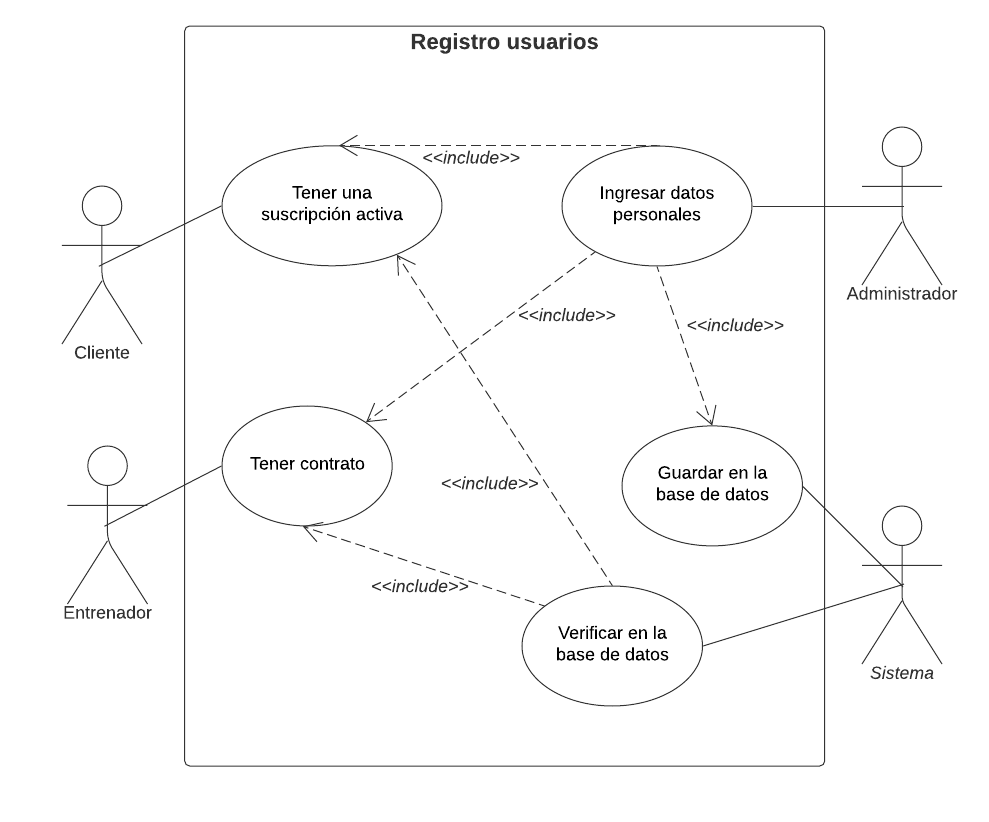 Registro usuarios
<<include>>
Tener una
suscripción activa
Ingresar datos
personales
Administrador
Cliente
<<include>>
<<include>>
Tener contrato
Guardar en la
base de datos
<<include>>
<<include>>
Entrenador
Verificar en la
base de datos
Sistema